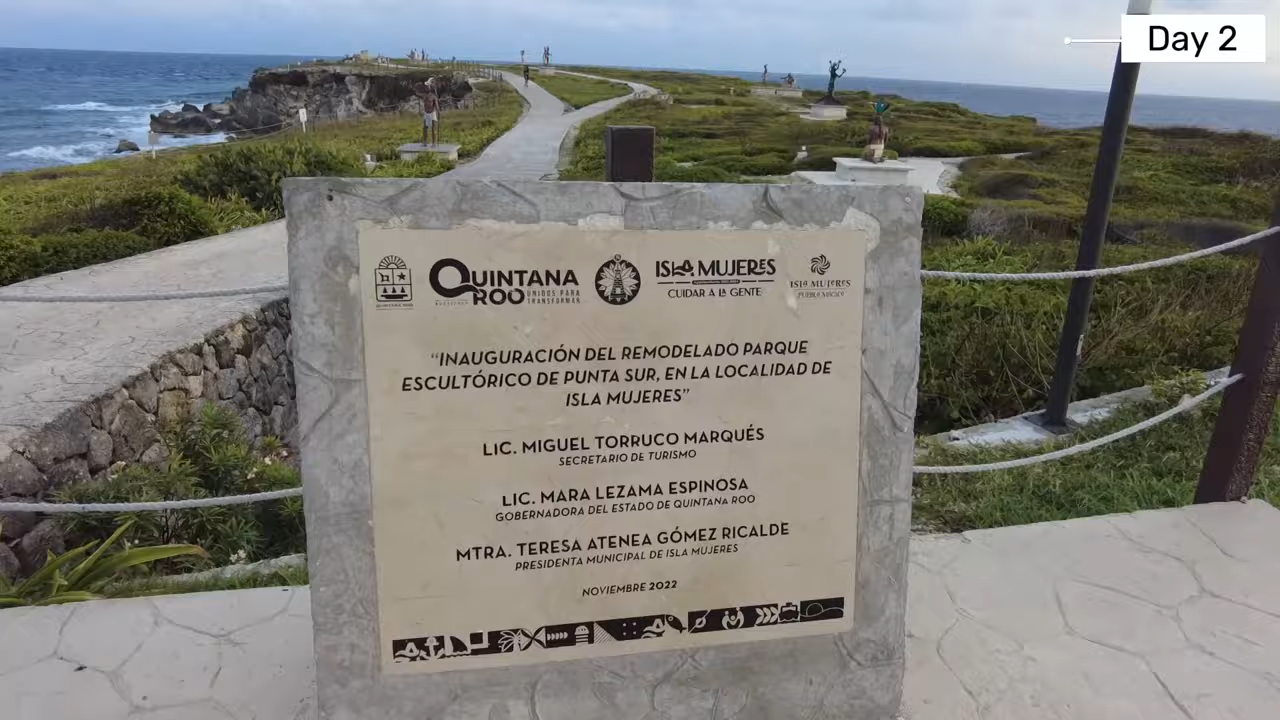 Day 2
QUINTANA ROO
QUINTANA
ROO
UNIDOS PARA
TRANSFORMAR
ISLA MUJERES
CUIDAR A LA GENTE
ISLA MUJERES
PUEBLO MÁGICO
“INAUGURACIÓN DEL REMODELADO PARQUE
ESCULTÓRICO DE PUNTA SUR, EN LA LOCALIDAD DE
ISLA MUJERES”
LIC. MIGUEL TORRUCO MARQUÉS
SECRETARIO DE TURISMO
LIC. MARA LEZAMA ESPINOSA
GOBERNADORA DEL ESTADO DE QUINTANA ROO
MTRA. TERESA ATENEA GÓMEZ RICALDE
PRESIDENTA MUNICIPAL DE ISLA MUJERES
NOVIEMBRE 2022